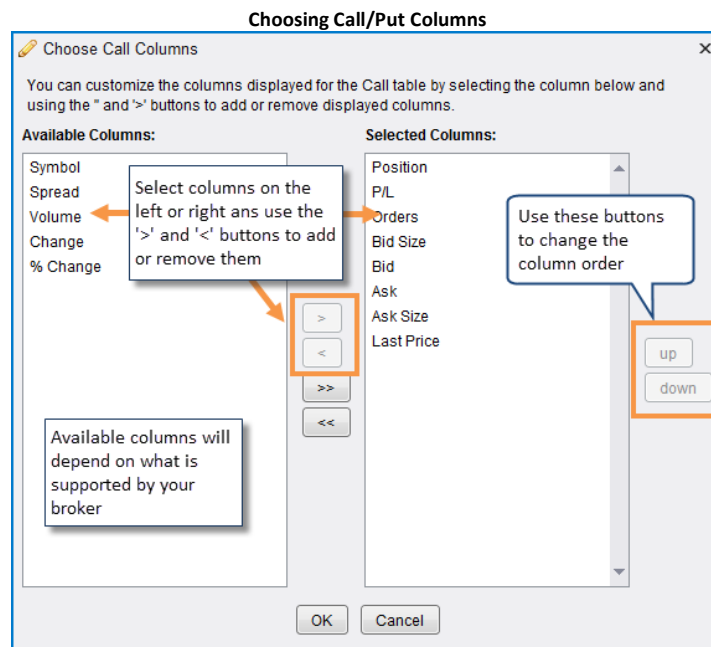 Choosing Call/Put Columns
Choose Call Columns
You can customize the columns displayed for the Call table by selecting the column below and
using the " and '>' buttons to add or remove displayed columns.
Available Columns:
Symbol
Spread
Volume
Change
% Change
Select columns on the
left or right ans use the
'>' and '<' buttons to add
or remove them
Available columns will
depend on what is
supported by your
broker
>
<
>>
<<
Selected Columns:
Position
P/L
Orders
Bid Size
Bid
Ask
Ask Size
Last Price
Use these buttons
to change the
column order
up
down
OK
Cancel